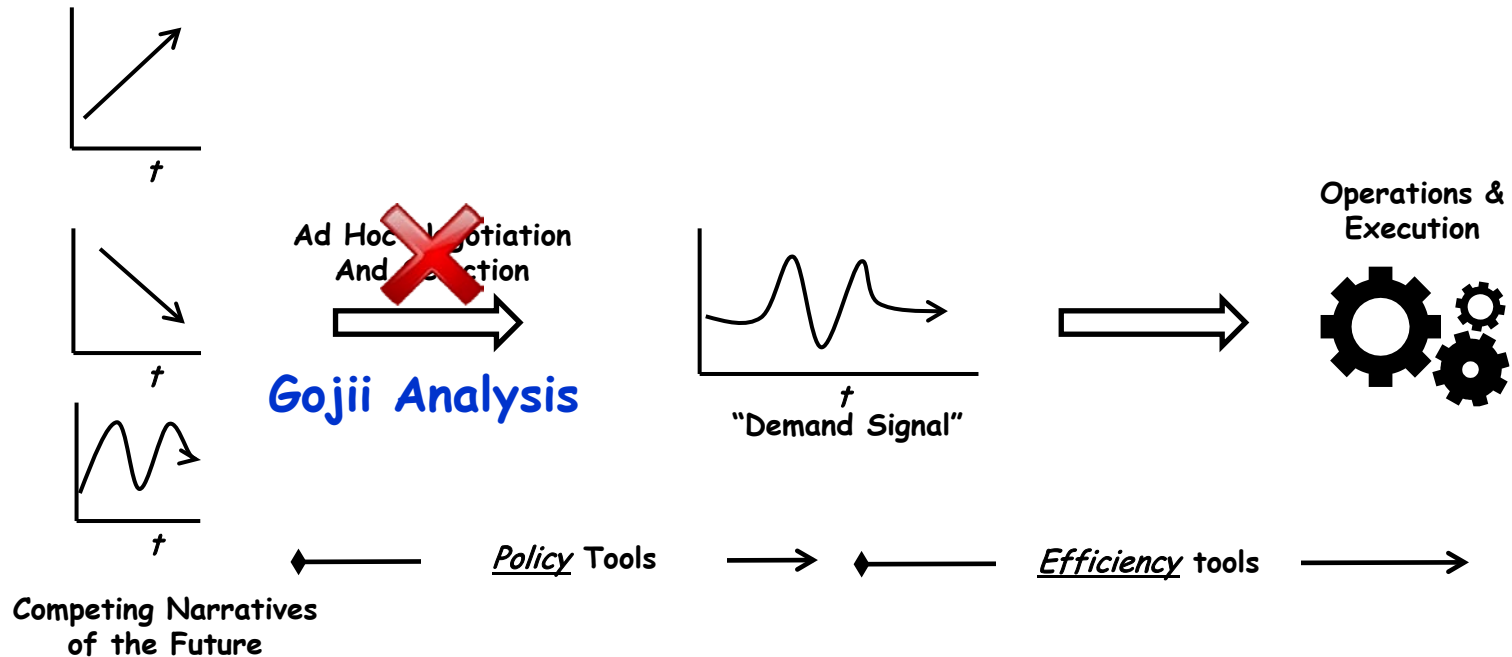 t
Ad Hoc
And
t
Gojii Analysis
t
Competing Narratives
of the Future
t
“Demand Signal”
Operations &
Execution
Policy Tools
Efficiency tools